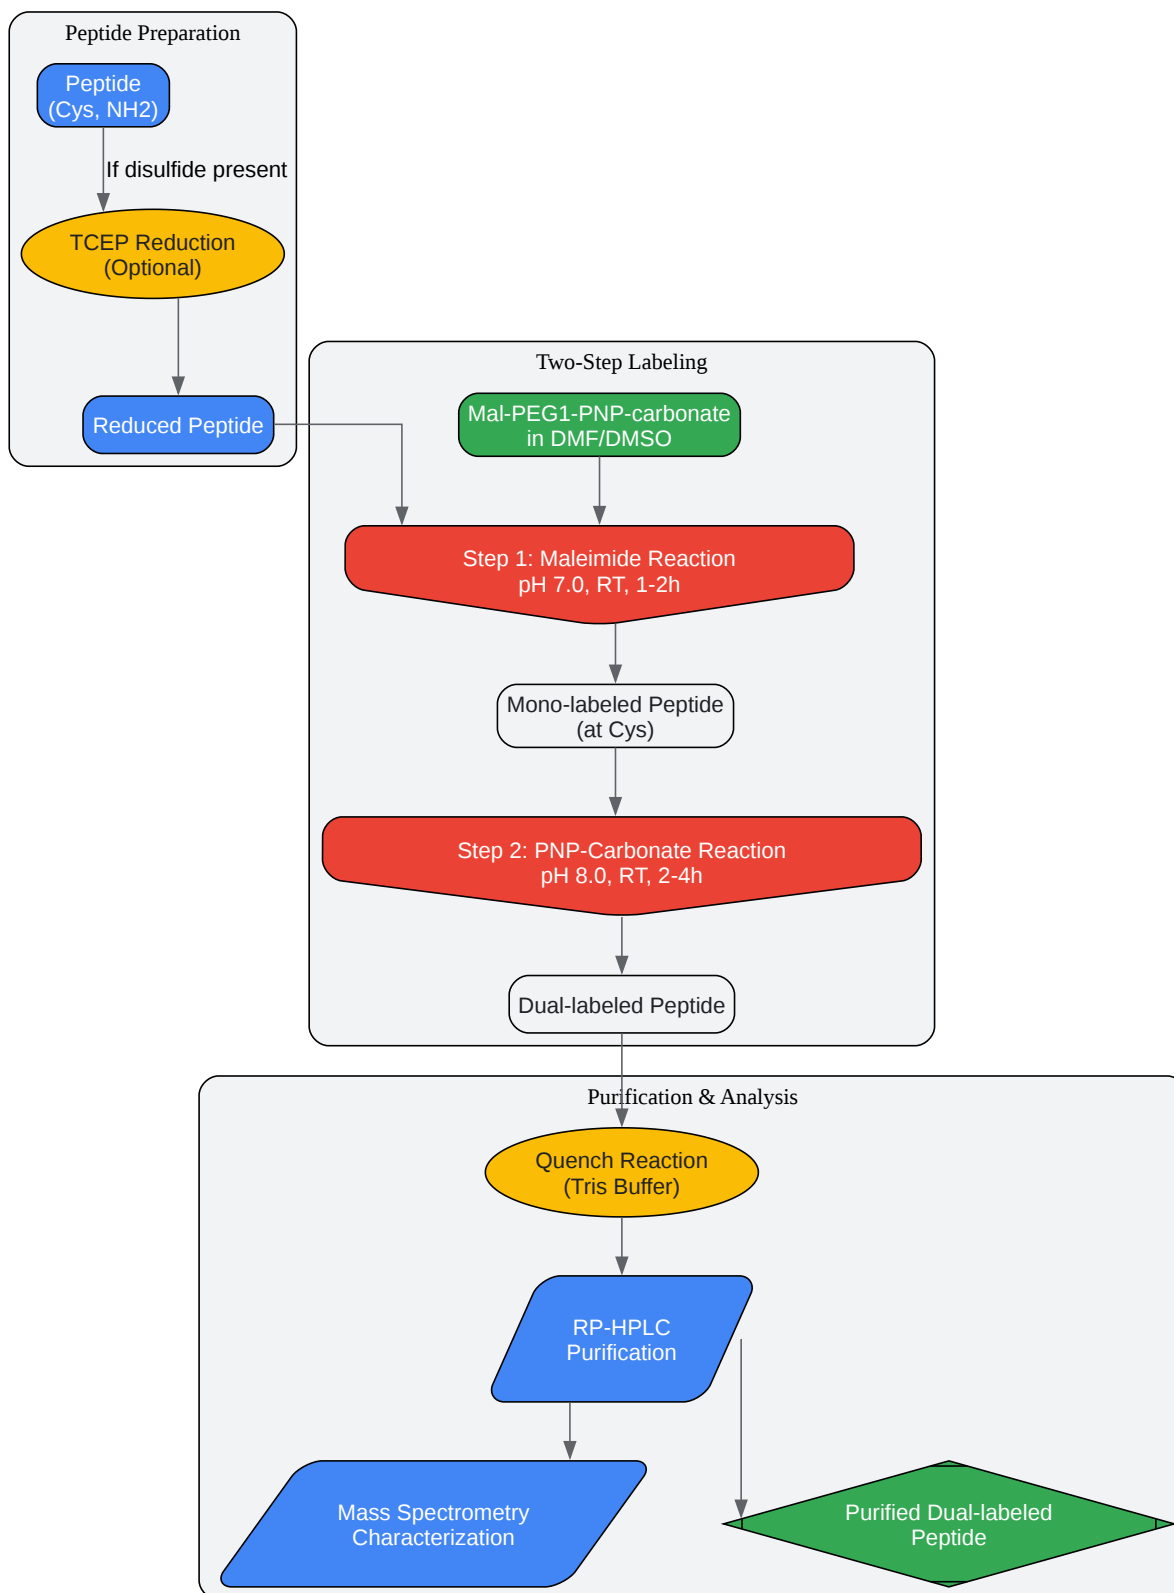 Peptide Preparation
Peptide
(Cys, NH2)
If disulfide present
TCEP Reduction
(Optional)
Reduced Peptide
Two-Step Labeling
Mal-PEG1-PNP-carbonate
in DMF/DMSO
Step 1: Maleimide Reaction
pH 7.0, RT, 1-2h
Mono-labeled Peptide
(at Cys)
Step 2: PNP-Carbonate Reaction
pH 8.0, RT, 2-4h
Dual-labeled Peptide
Purification & Analysis
Quench Reaction
(Tris Buffer)
RP-HPLC
Purification
Mass Spectrometry
Characterization
Purified Dual-labeled
Peptide